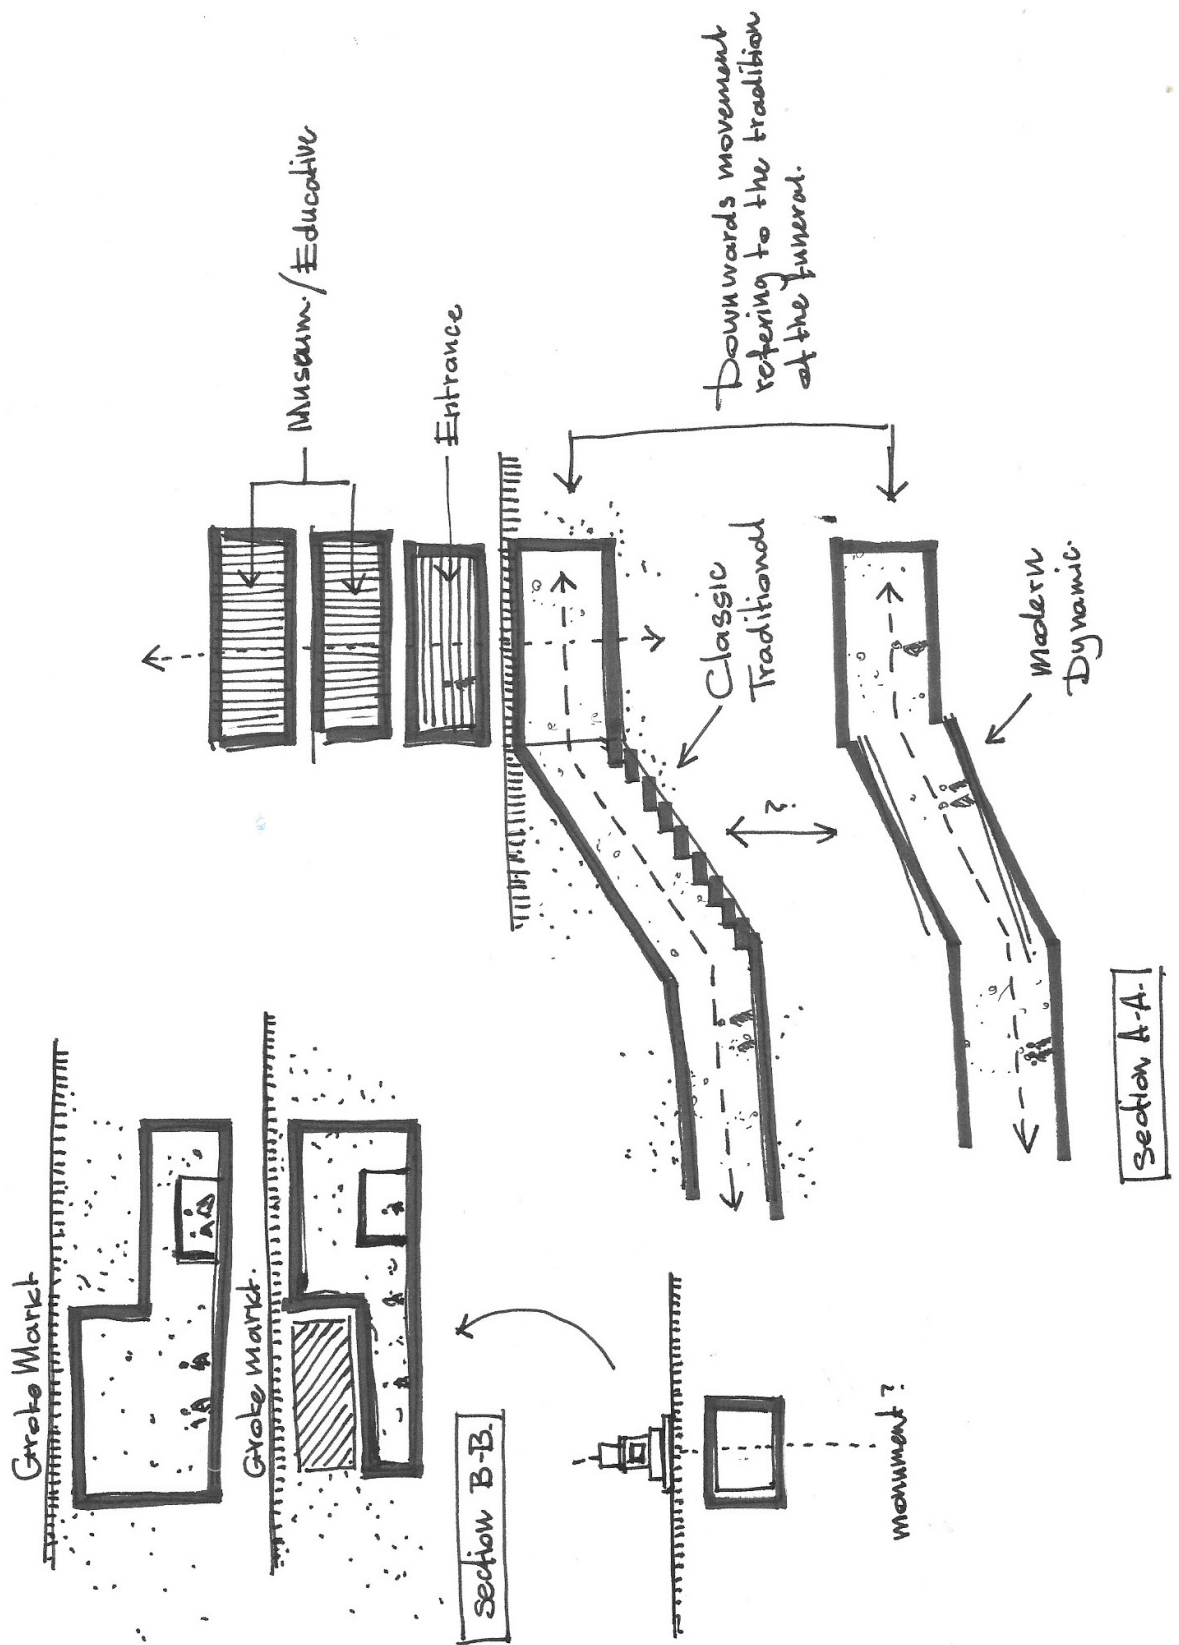 Grote Markt
Grote Markt.
Section B-B.
monument?
Museum./Educative
Entrance
Downwards movement
refering to the tradition
of the funeral.
Classic
Traditional
?
Modern
Dynamic.
Section A-A.